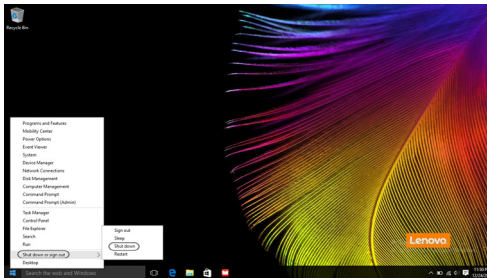 Recycle Bin
Programs and Features
Mobility Center
Power Options
Event Viewer
System
Device Manager
Network Connections
Disk Management
Computer Management
Command Prompt
Command Prompt (Admin)
Task Manager
Control Panel
File Explorer
Search
Run
Shut down or sign out
Desktop
Sign out
Sleep
Shut down
Restart
Lenovo
Search the web and Windows